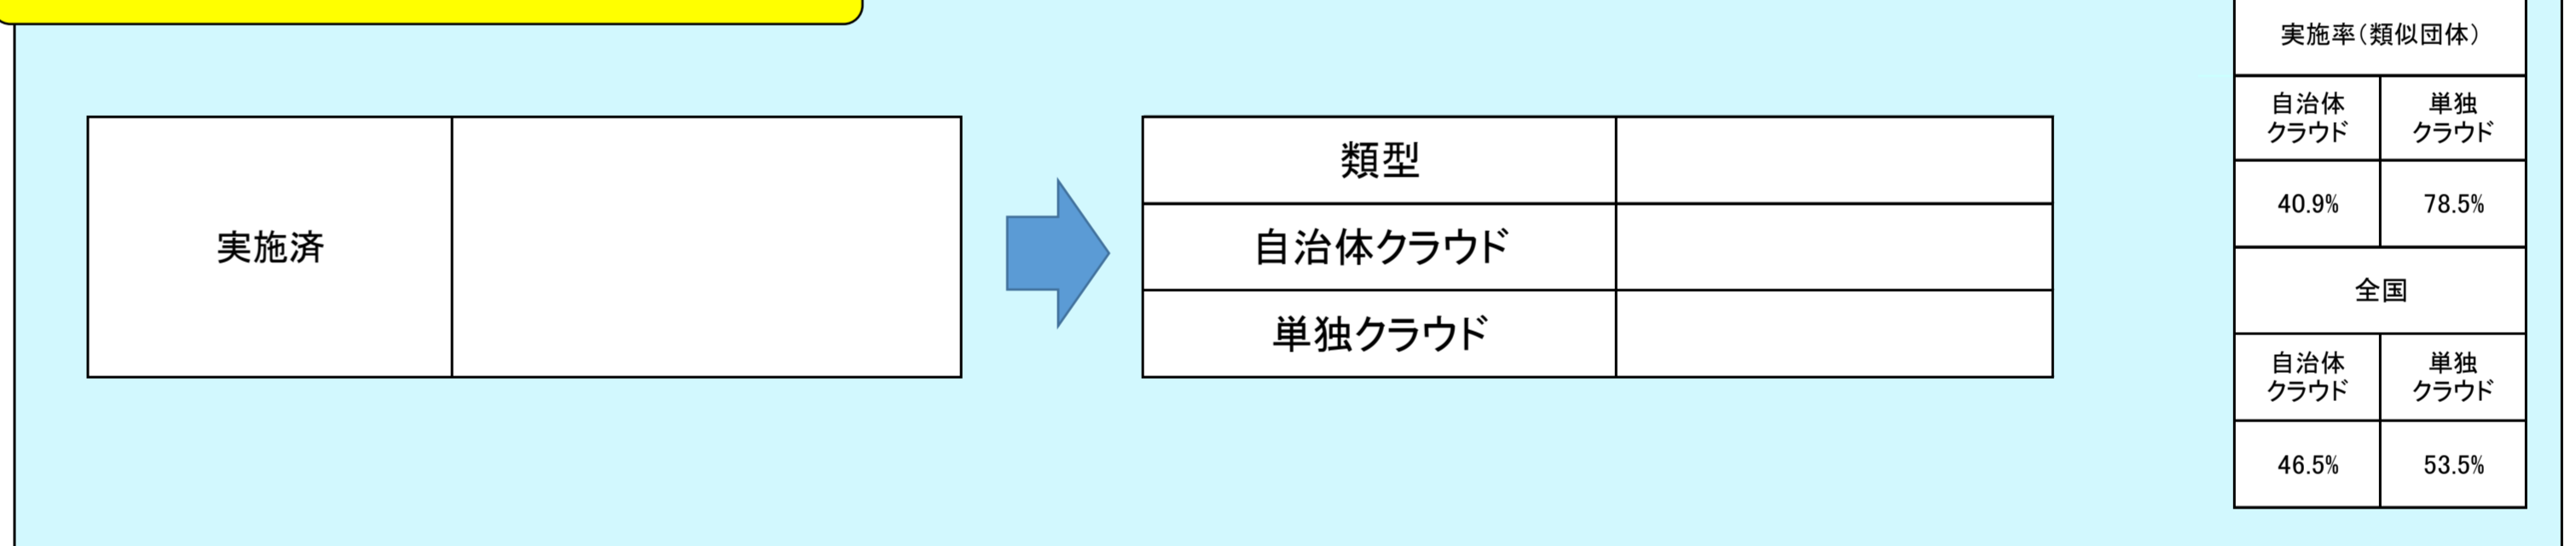 実施済
類型
自治体クラウド
単独クラウド
実施率(類似団体)
自治体
クラウド
単独
クラウド
40.9%
78.5%
全国
自治体
クラウド
単独
クラウド
46.5%
53.5%